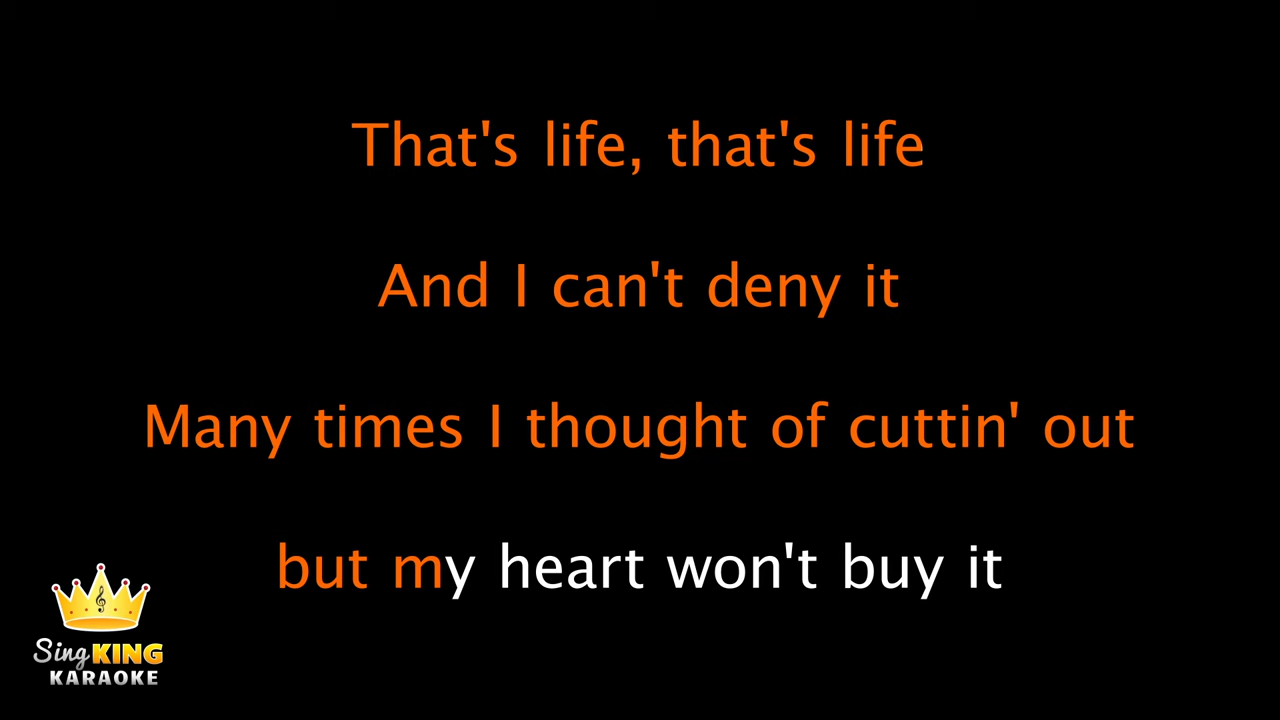 That's life, that's life
And I can't deny it
Many times I thought of cuttin' out
but my heart won't buy it
Sing KING
KARAOKE